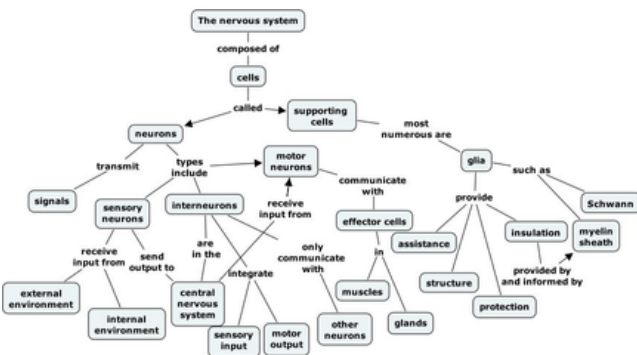 The nervous system
composed of
cells
called
supporting
cells
neurons
most
numerous are
transmit
types
include
motor
neurons
glia
such as
signals
sensory
neurons
interneurons
receive
input from
communicate
with
effector cells
provide
Schwann
assistance
insulation
myelin
sheath
receive
input from
send
output to
are
in the
integrate
only
communicate
with
in
provided by
and informed by
external
environment
internal
environment
central
nervous
system
sensory
input
motor
output
other
neurons
muscles
glands
structure
protection